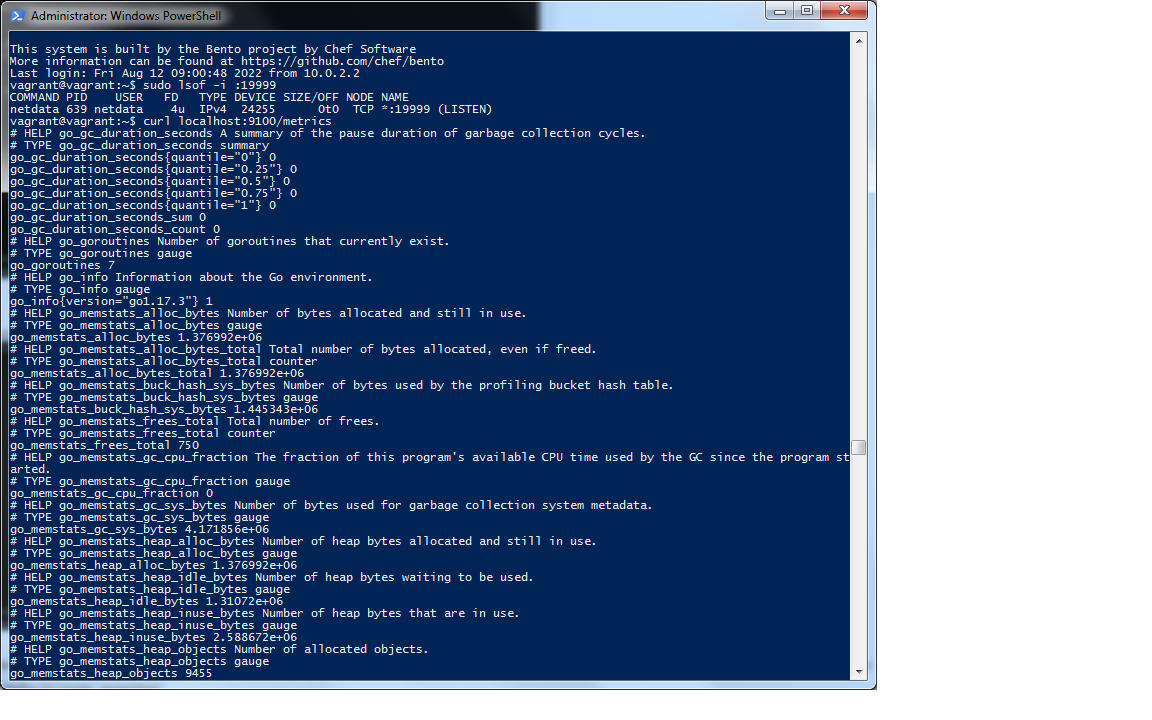 Administrator: Windows PowerShell
This system is built by the Bento project by Chef Software
More information can be found at https://github.com/chef/bento
Last login: Fri Aug 12 09:00:48 2022 from 10.0.2.2
vagrant@vagrant:~$ sudo lsof -i :19999
COMMAND PID    USER   FD   TYPE DEVICE SIZE/OFF NODE NAME
netdata 639 netdata    4u  IPv4  24255      0t0  TCP *:19999 (LISTEN)
vagrant@vagrant:~$ curl localhost:9100/metrics
# HELP go_gc_duration_seconds A summary of the pause duration of garbage collection cycles.
# TYPE go_gc_duration_seconds summary
go_gc_duration_seconds{quantile="0"} 0
go_gc_duration_seconds{quantile="0.25"} 0
go_gc_duration_seconds{quantile="0.5"} 0
go_gc_duration_seconds{quantile="0.75"} 0
go_gc_duration_seconds{quantile="1"} 0
go_gc_duration_seconds_sum 0
go_gc_duration_seconds_count 0
# HELP go_goroutines Number of goroutines that currently exist.
# TYPE go_goroutines gauge
go_goroutines 7
# HELP go_info Information about the Go environment.
# TYPE go_info gauge
go_info{version="go1.17.3"} 1
# HELP go_memstats_alloc_bytes Number of bytes allocated and still in use.
# TYPE go_memstats_alloc_bytes gauge
go_memstats_alloc_bytes 1.376992e+06
# HELP go_memstats_alloc_bytes_total Total number of bytes allocated, even if freed.
# TYPE go_memstats_alloc_bytes_total counter
go_memstats_alloc_bytes_total 1.376992e+06
# HELP go_memstats_buck_hash_sys_bytes Number of bytes used by the profiling bucket hash table.
# TYPE go_memstats_buck_hash_sys_bytes gauge
go_memstats_buck_hash_sys_bytes 1.445343e+06
# HELP go_memstats_frees_total Total number of frees.
# TYPE go_memstats_frees_total counter
go_memstats_frees_total 750
# HELP go_memstats_gc_cpu_fraction The fraction of this program's available CPU time used by the GC since the program st
arted.
# TYPE go_memstats_gc_cpu_fraction gauge
go_memstats_gc_cpu_fraction 0
# HELP go_memstats_gc_sys_bytes Number of bytes used for garbage collection system metadata.
# TYPE go_memstats_gc_sys_bytes gauge
go_memstats_gc_sys_bytes 4.171856e+06
# HELP go_memstats_heap_alloc_bytes Number of heap bytes allocated and still in use.
# TYPE go_memstats_heap_alloc_bytes gauge
go_memstats_heap_alloc_bytes 1.376992e+06
# HELP go_memstats_heap_idle_bytes Number of heap bytes waiting to be used.
# TYPE go_memstats_heap_idle_bytes gauge
go_memstats_heap_idle_bytes 1.31072e+06
# HELP go_memstats_heap_inuse_bytes Number of heap bytes that are in use.
# TYPE go_memstats_heap_inuse_bytes gauge
go_memstats_heap_inuse_bytes 2.588672e+06
# HELP go_memstats_heap_objects Number of allocated objects.
# TYPE go_memstats_heap_objects gauge
go_memstats_heap_objects 9455